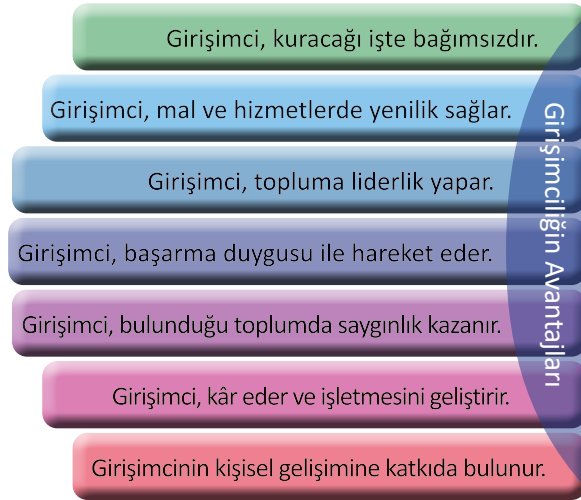 Girişimci, kuracağı işte bağımsızdır.
Girişimci, mal ve hizmetlerde yenilik sağlar.
Girişimci, topluma liderlik yapar.
Girişimci, başarma duygusu ile hareket eder.
Girişimci, bulunduğu toplumda saygınlık kazanır.
Girişimci, kâr eder ve işletmesini geliştirir.
Girişimcinin kişisel gelişimine katkıda bulunur.
Girişimciliğin Avantajları